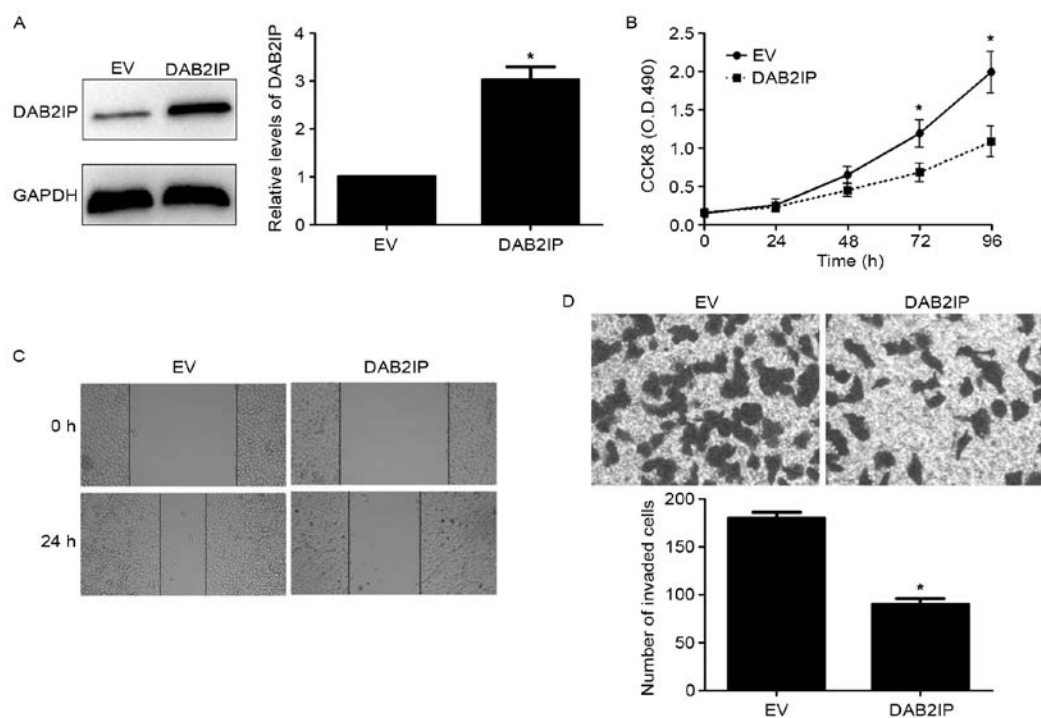 A
EV DAB2IP
DAB2IP
GAPDH
Relative levels of DAB2IP
4
3
2
1
0
*
EV DAB2IP
B
CCK8 (O.D.490)
2.5
2.0
1.5
1.0
0.5
0.0
EV
DAB2IP
*
*
0 24 48 72 96
Time (h)
C
EV DAB2IP
0 h
24 h
D
EV DAB2IP
Number of invaded cells
200
150
100
50
0
*
EV DAB2IP